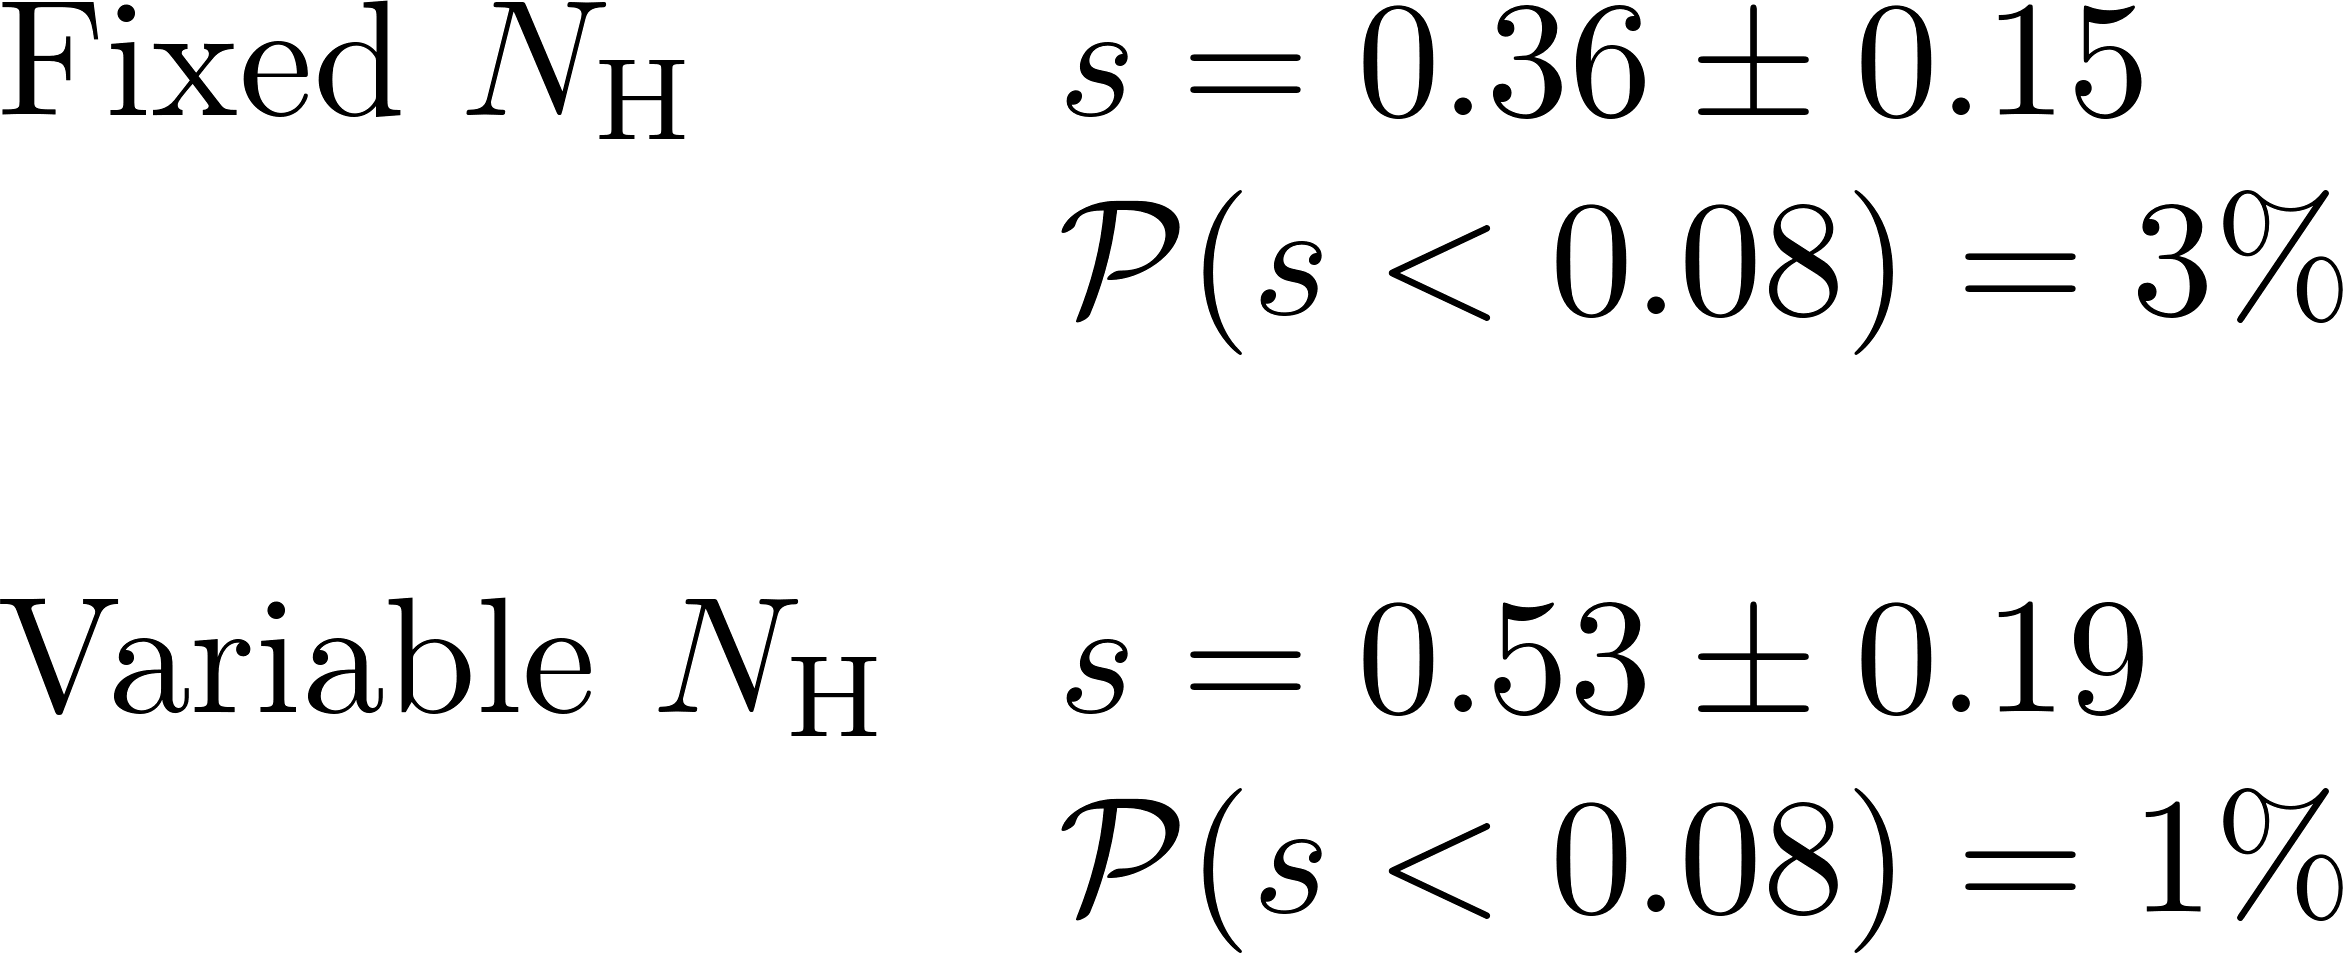 Fixed N_H s = 0.36 ± 0.15
𝒫(s < 0.08) = 3%
Variable N_H s = 0.53 ± 0.19
𝒫(s < 0.08) = 1%